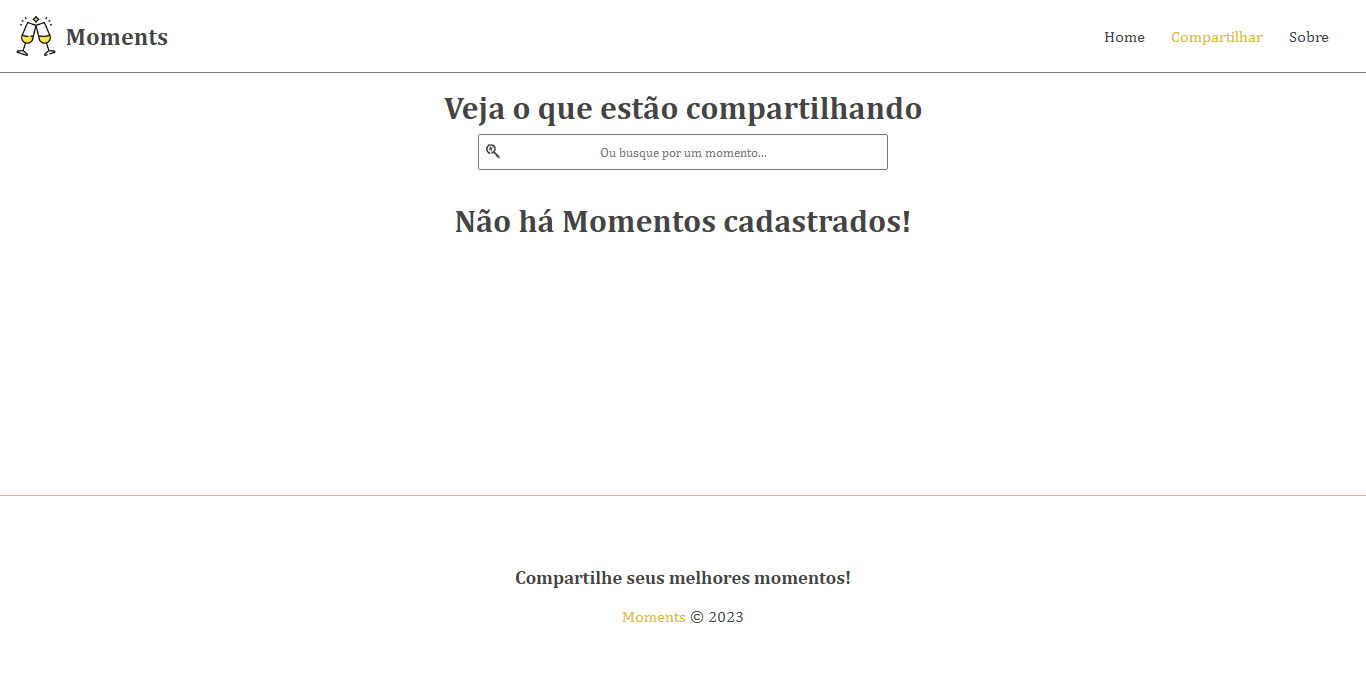 Moments
Home Compartilhar Sobre
Veja o que estão compartilhando
Ou busque por um momento...
Não há Momentos cadastrados!
Compartilhe seus melhores momentos!
Moments © 2023